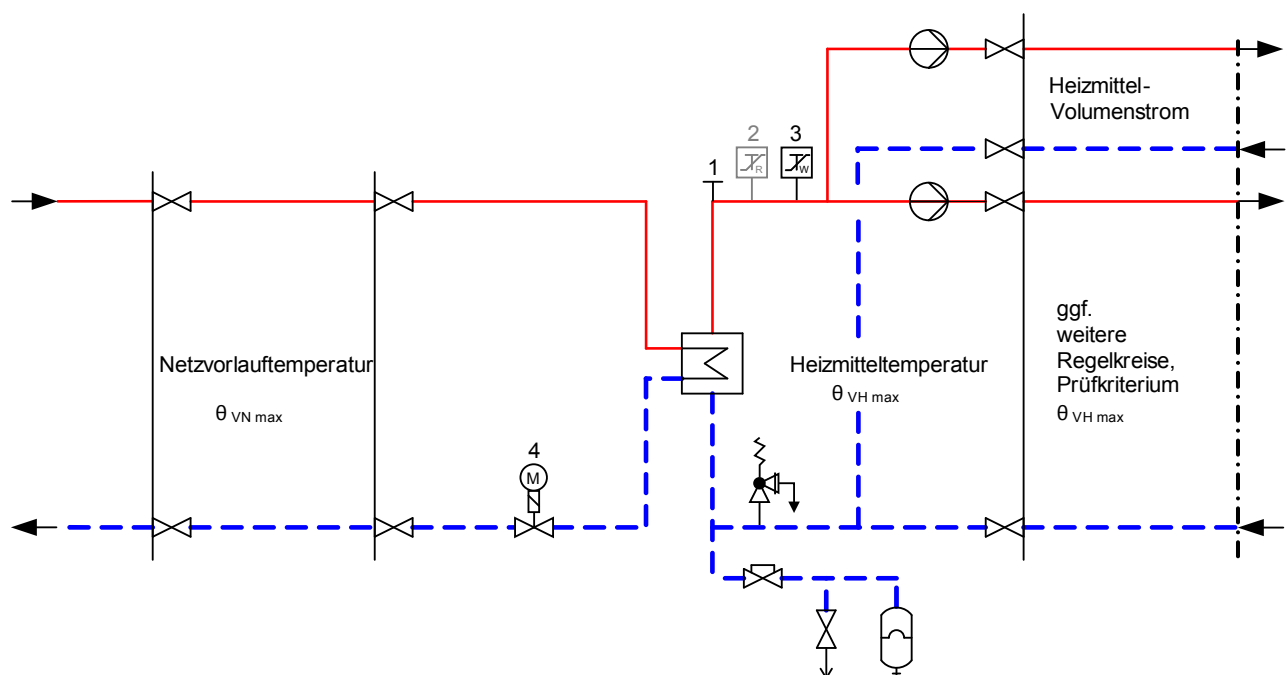 Heizmittel-
Volumenstrom
2
3
R
W
1
Netzvorlauftemperatur
θ VN max
Heizmitteltemperatur
θ VH max
ggf.
weitere
Regelkreise,
Prüfkriterium
θ VH max
4
M